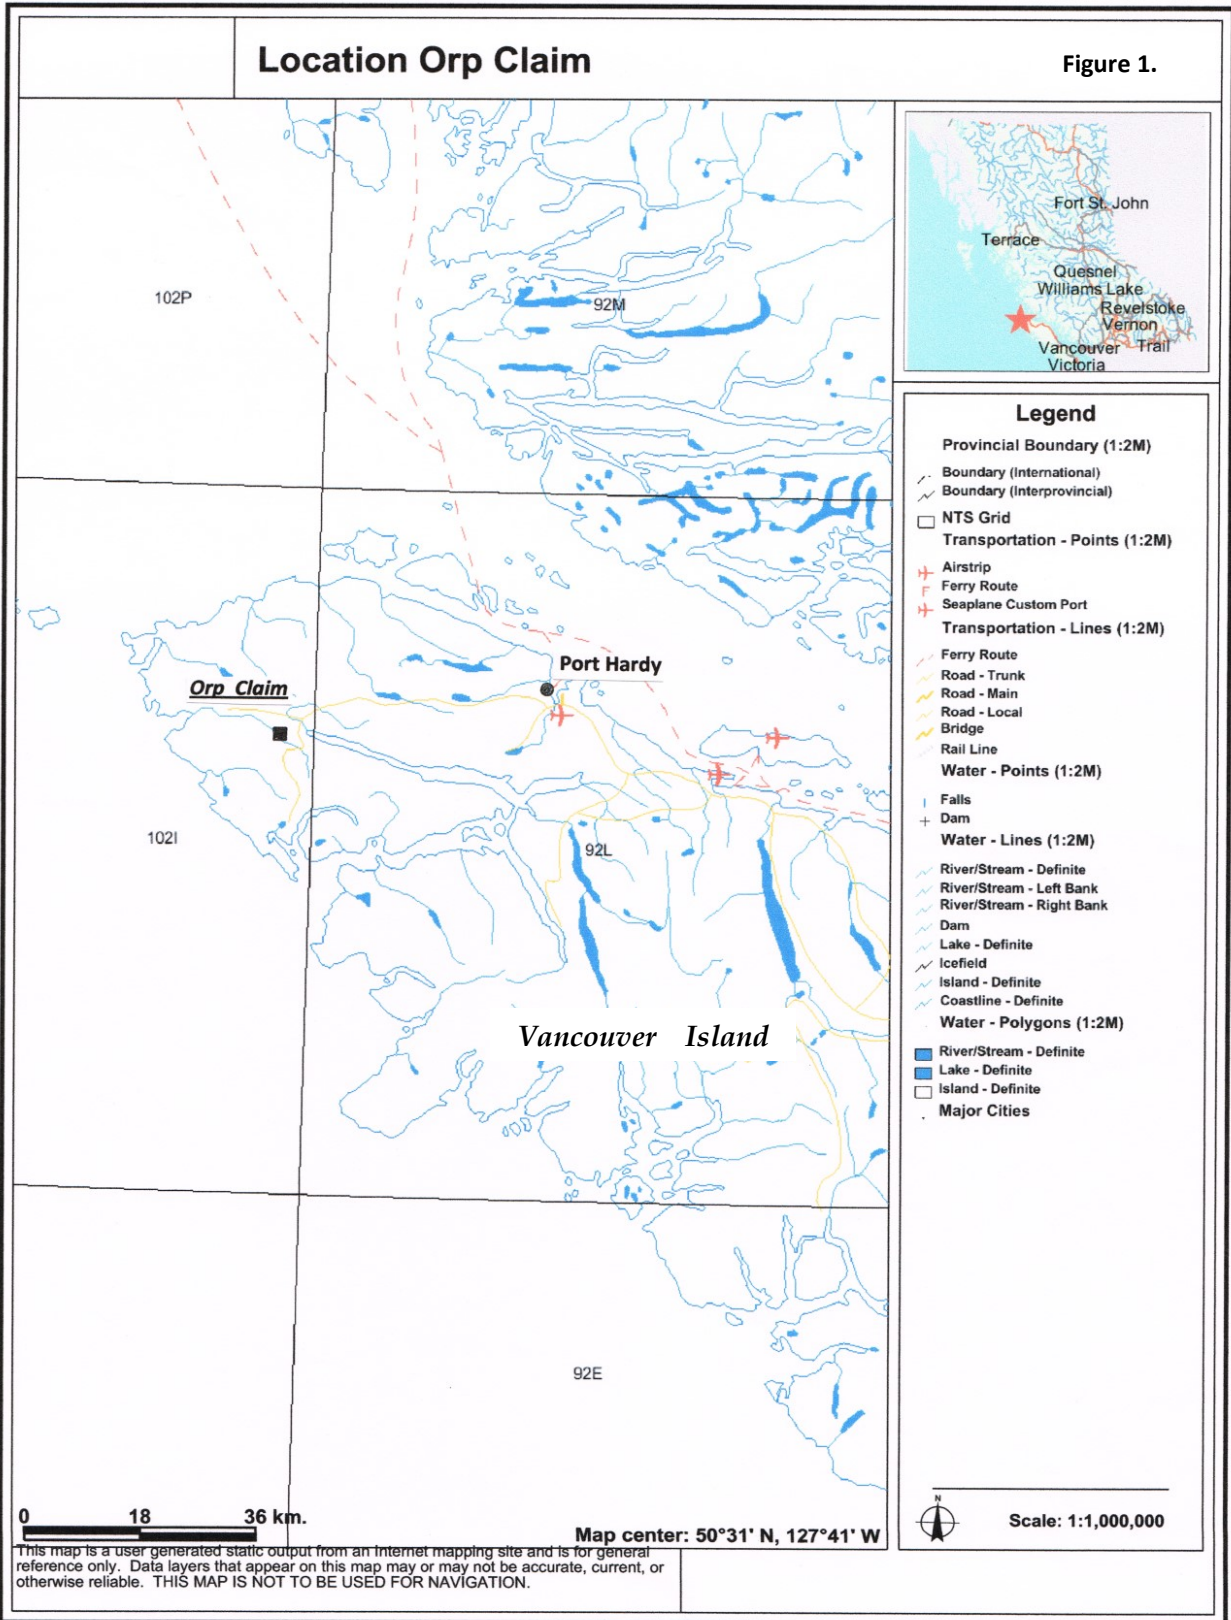 Location Orp Claim
Figure 1.
102P
92M
Port Hardy
Orp Claim
102I
92L
Vancouver Island
92E
0 18 36 km.
Map center: 50°31' N, 127°41' W
This map is a user generated static output from an Internet mapping site and is for general
reference only. Data layers that appear on this map may or may not be accurate, current, or
otherwise reliable. THIS MAP IS NOT TO BE USED FOR NAVIGATION.
Fort St. John
Terrace
Quesnel
Williams Lake
Revelstoke
Vernon
Vancouver
Trail
Victoria
Legend
Provincial Boundary (1:2M)
Boundary (International)
Boundary (Interprovincial)
NTS Grid
Transportation - Points (1:2M)
Airstrip
F Ferry Route
Seaplane Custom Port
Transportation - Lines (1:2M)
Ferry Route
Road - Trunk
Road - Main
Road - Local
Bridge
Rail Line
Water - Points (1:2M)
Falls
Dam
Water - Lines (1:2M)
River/Stream - Definite
River/Stream - Left Bank
River/Stream - Right Bank
Dam
Lake - Definite
Icefield
Island - Definite
Coastline - Definite
Water - Polygons (1:2M)
River/Stream - Definite
Lake - Definite
Island - Definite
Major Cities
N
Scale: 1:1,000,000